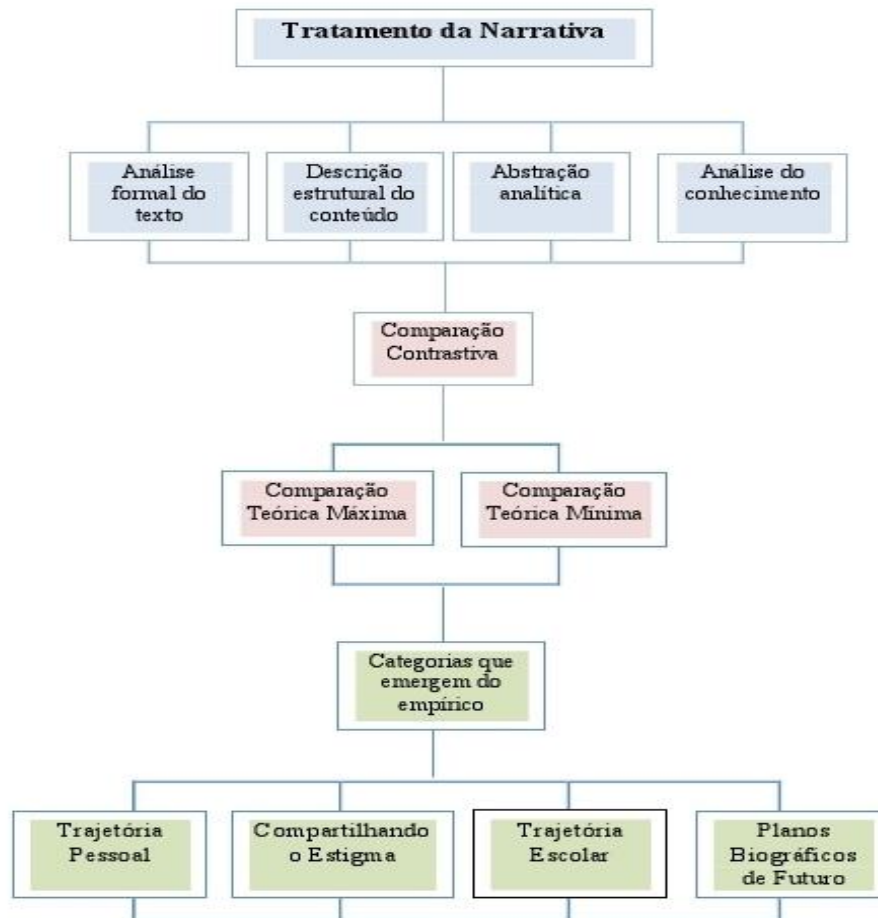 Tratamento da Narrativa
Análise
formal do
texto
Descrição
estrutural do
conteúdo
Abstração
analítica
Análise do
conhecimento
Comparação
Contrastiva
Comparação
Teórica Máxima
Comparação
Teórica Mínima
Categorias que
emergem do
empírico
Trajetória
Pessoal
Compartilhando
o Estigma
Trajetória
Escolar
Planos
Biográficos
de Futuro